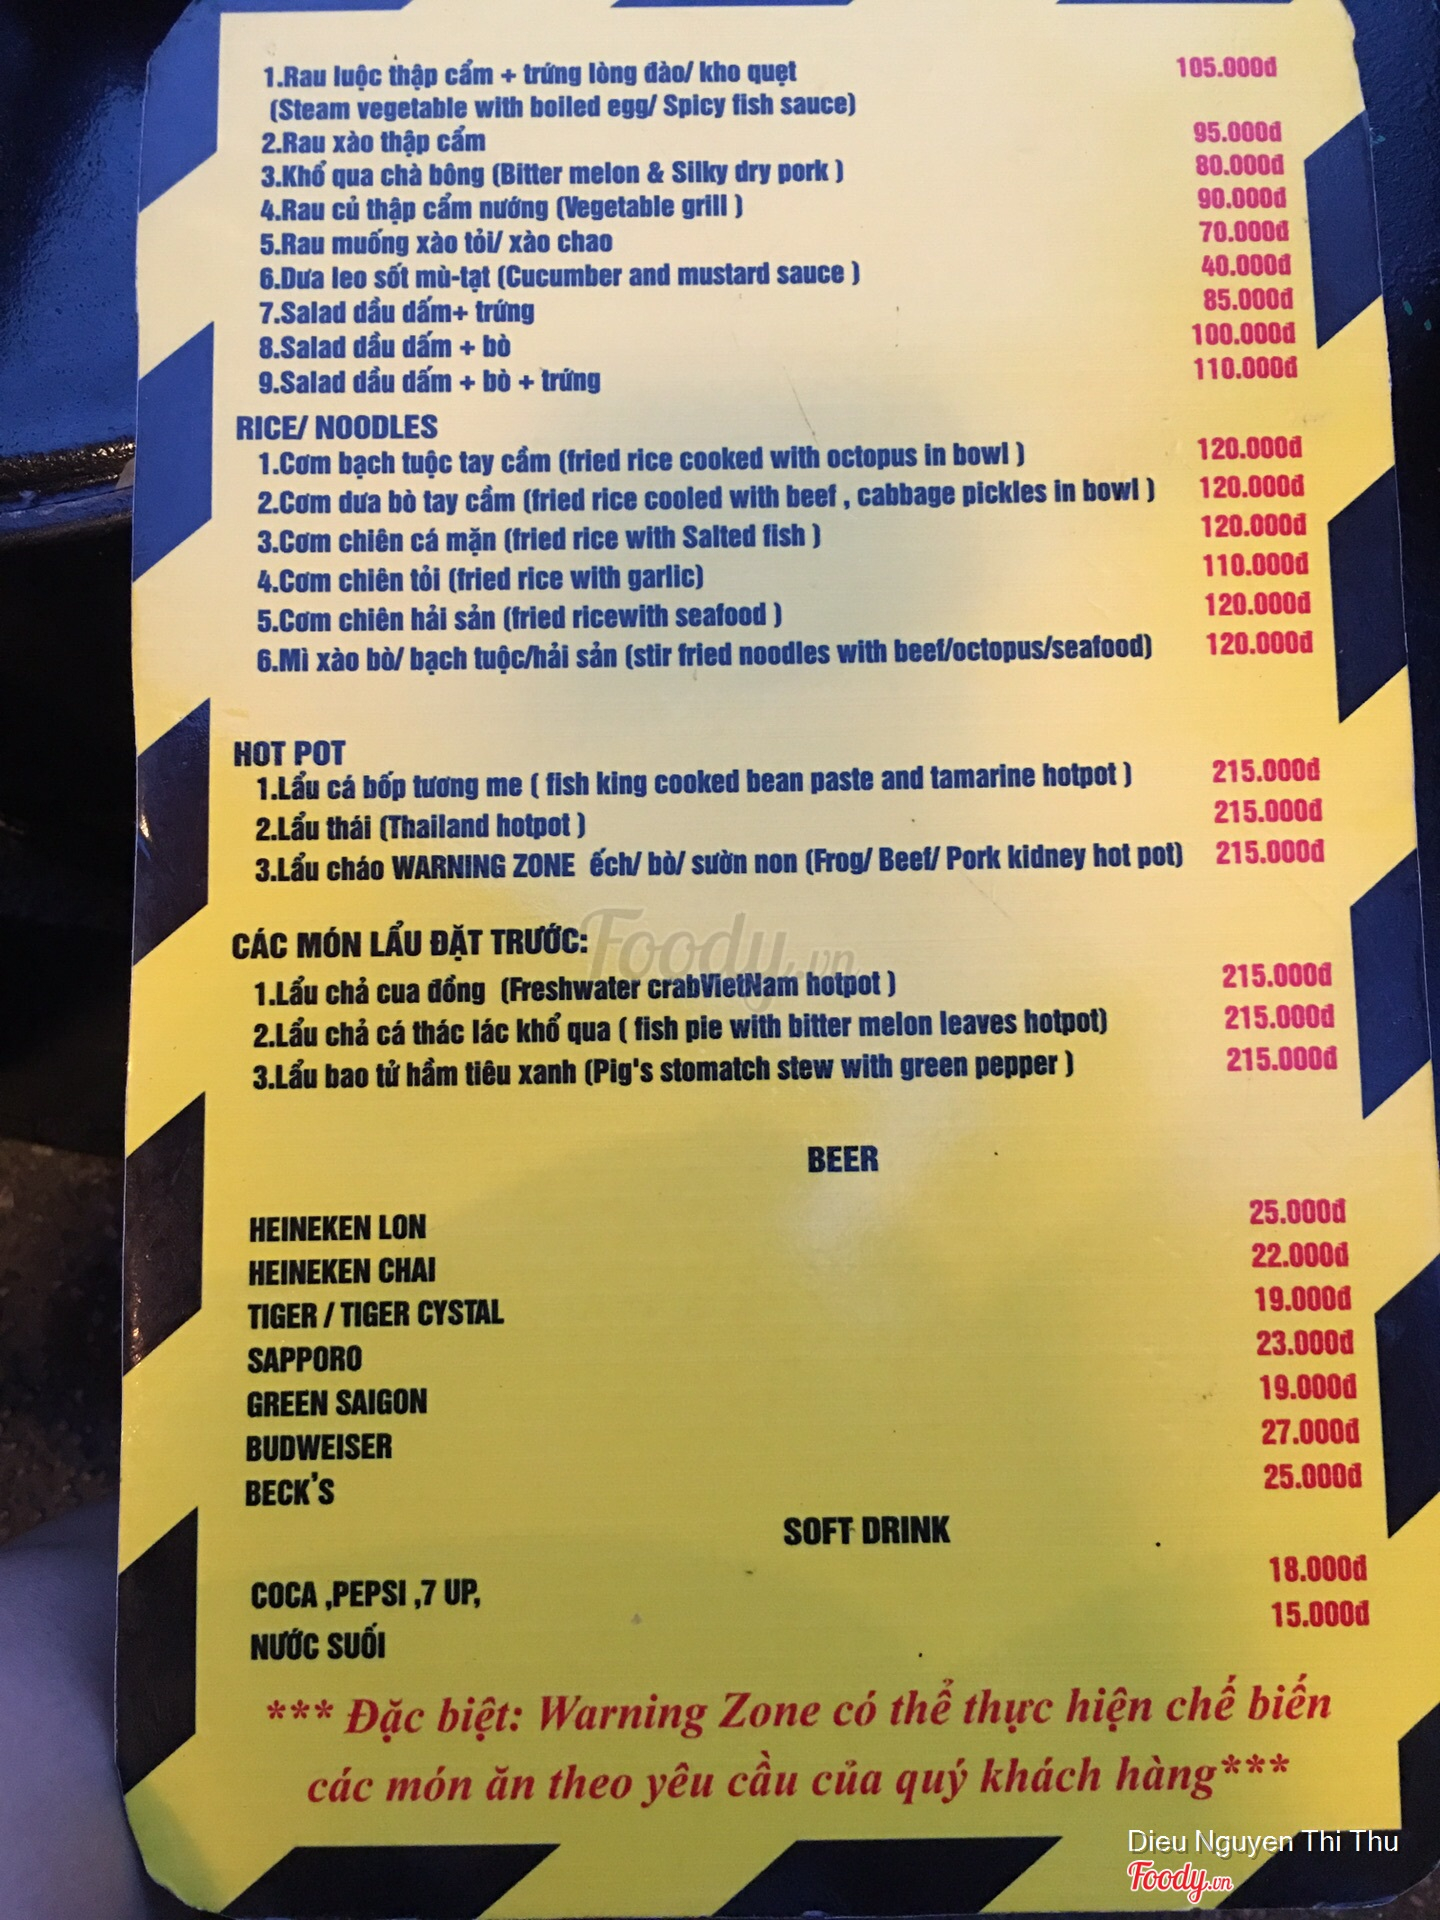 1.Rau luộc thập cẩm + trứng lòng đào/ kho quẹt 105.000đ
(Steam vegetable with boiled egg/ Spicy fish sauce)
2.Rau xào thập cẩm 95.000đ
3.Khổ qua chà bông (Bitter melon & Silky dry pork ) 80.000đ
4.Rau củ thập cẩm nướng (Vegetable grill ) 90.000đ
5.Rau muống xào tỏi/ xào chao 70.000đ
6.Dưa leo sốt mù-tạt (Cucumber and mustard sauce ) 40.000đ
7.Salad dầu dấm+ trứng 85.000đ
8.Salad dầu dấm + bò 100.000đ
9.Salad dầu dấm + bò + trứng 110.000đ
RICE/ NOODLES
1.Cơm bạch tuộc tay cầm (fried rice cooked with octopus in bowl ) 120.000đ
2.Cơm dưa bò tay cầm (fried rice cooled with beef , cabbage pickles in bowl ) 120.000đ
3.Cơm chiên cá mặn (fried rice with Salted fish ) 120.000đ
4.Cơm chiên tỏi (fried rice with garlic) 110.000đ
5.Cơm chiên hải sản (fried ricewith seafood ) 120.000đ
6.Mì xào bò/ bạch tuộc/hải sản (stir fried noodles with beef/octopus/seafood) 120.000đ
HOT POT
1.Lẩu cá bốp tương me ( fish king cooked bean paste and tamarine hotpot ) 215.000đ
2.Lẩu thái (Thailand hotpot ) 215.000đ
3.Lẩu cháo WARNING ZONE ếch/ bò/ sườn non (Frog/ Beef/ Pork kidney hot pot) 215.000đ
CÁC MÓN LẨU ĐẶT TRƯỚC:
1.Lẩu chả cua đồng (Freshwater crabVietNam hotpot ) 215.000đ
2.Lẩu chả cá thác lác khổ qua ( fish pie with bitter melon leaves hotpot) 215.000đ
3.Lẩu bao tử hầm tiêu xanh (Pig's stomatch stew with green pepper ) 215.000đ
BEER
HEINEKEN LON 25.000đ
HEINEKEN CHAI 22.000đ
TIGER / TIGER CYSTAL 19.000đ
SAPPORO 23.000đ
GREEN SAIGON 19.000đ
BUDWEISER 27.000đ
BECK'S 25.000đ
SOFT DRINK
COCA ,PEPSI ,7 UP, 18.000đ
NƯỚC SUỐI 15.000đ
*** Đặc biệt: Warning Zone có thể thực hiện chế biến
các món ăn theo yêu cầu của quý khách hàng***
Foody.vn
Dieu Nguyen Thi Thu
Foody.vn